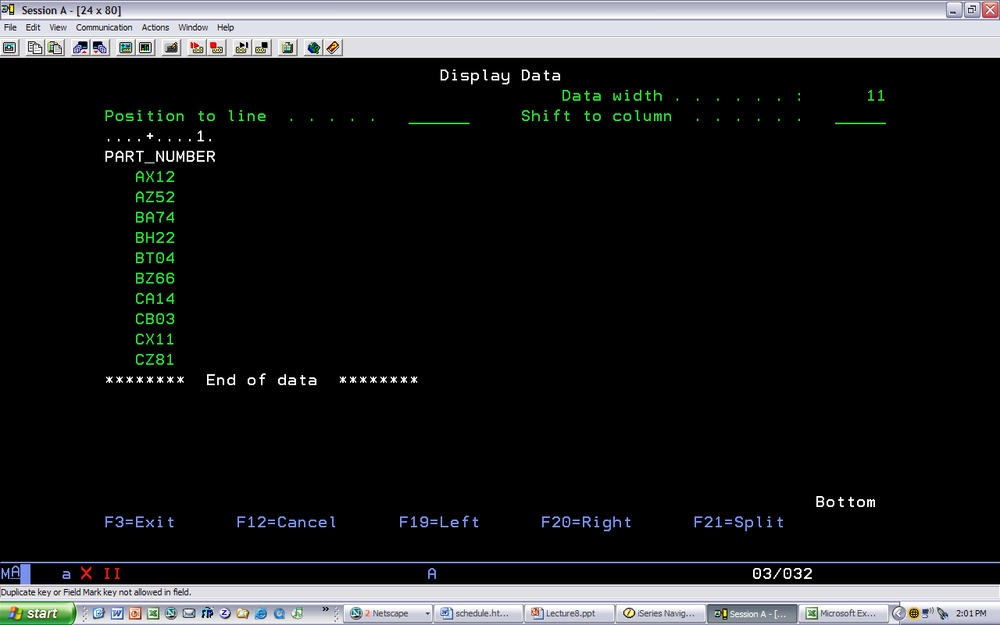 Session A - [24 x 80]
File Edit View Communication Actions Window Help
Display Data
Data width . . . . . . : 11
Position to line . . . . . ______ Shift to column . . . . . . _____
....+....1.
PART_NUMBER
AX12
AZ52
BA74
BH22
BT04
BZ66
CA14
CB03
CX11
CZ81
******** End of data ********
Bottom
F3=Exit F12=Cancel F19=Left F20=Right F21=Split
MA a X II A 03/032
Duplicate key or Field Mark key not allowed in field.
start 2 Netscape schedule.ht... Lecture8.ppt iSeries Navig... Session A - [... Microsoft Ex... 2:01 PM